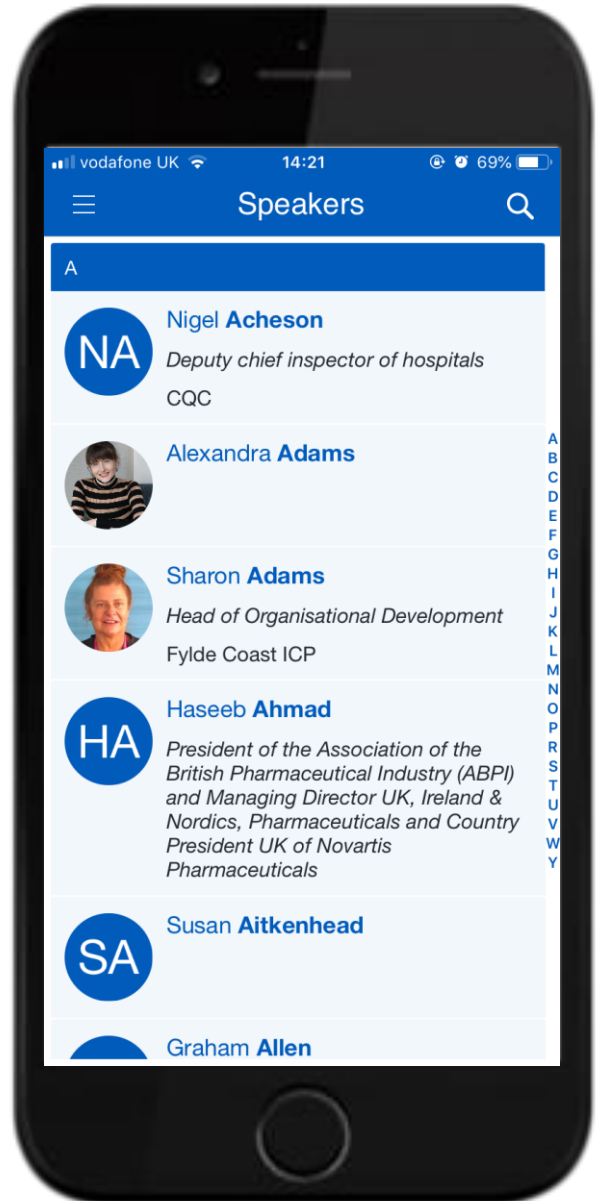 vodafone UK 14:21 69%
Speakers
A
NA
Nigel Acheson
Deputy chief inspector of hospitals
CQC
Alexandra Adams
Sharon Adams
Head of Organisational Development
Fylde Coast ICP
HA
Haseeb Ahmad
President of the Association of the
British Pharmaceutical Industry (ABPI)
and Managing Director UK, Ireland &
Nordics, Pharmaceuticals and Country
President UK of Novartis
Pharmaceuticals
SA
Susan Aitkenhead
Graham Allen
A
B
C
D
E
F
G
H
I
J
K
L
M
N
O
P
R
S
T
U
V
W
Y